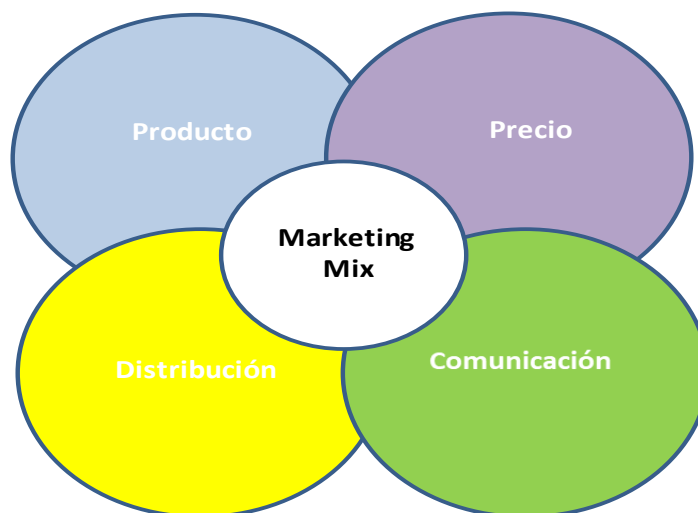 Producto
Precio
Marketing
Mix
Distribución
Comunicación